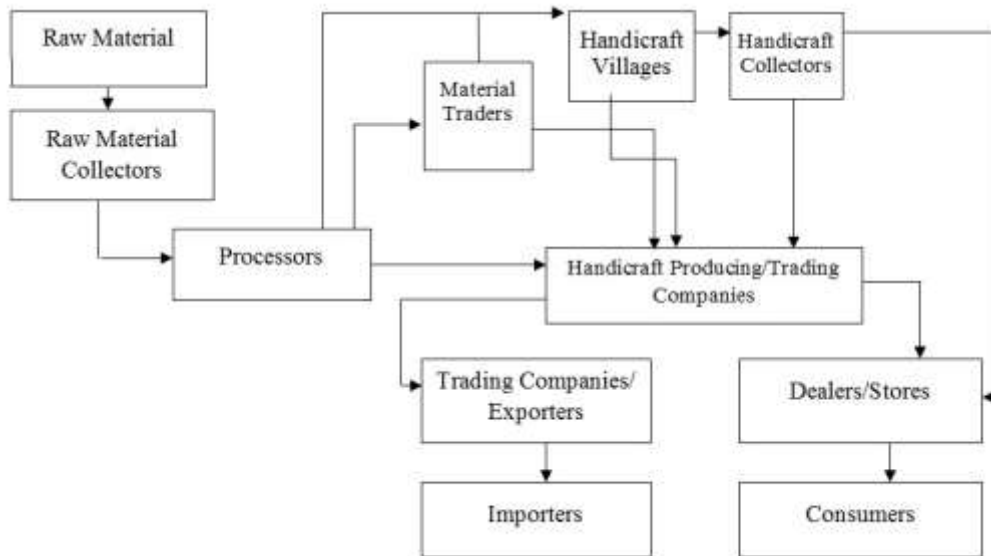 Raw Material
Raw Material
Collectors
Processors
Material
Traders
Handicraft
Villages
Handicraft
Collectors
Handicraft Producing/Trading
Companies
Trading Companies/
Exporters
Dealers/Stores
Importers
Consumers